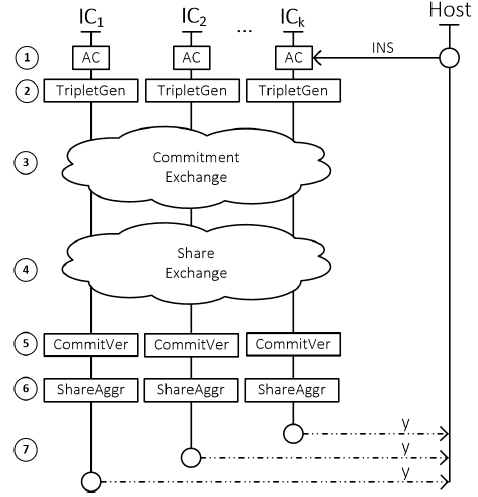 IC1 IC2 ... ICk Host
1 AC AC AC INS
2 TripletGen TripletGen TripletGen
3 Commitment
Exchange
4 Share
Exchange
5 CommitVer CommitVer CommitVer
6 ShareAggr ShareAggr ShareAggr
y
7 y
y